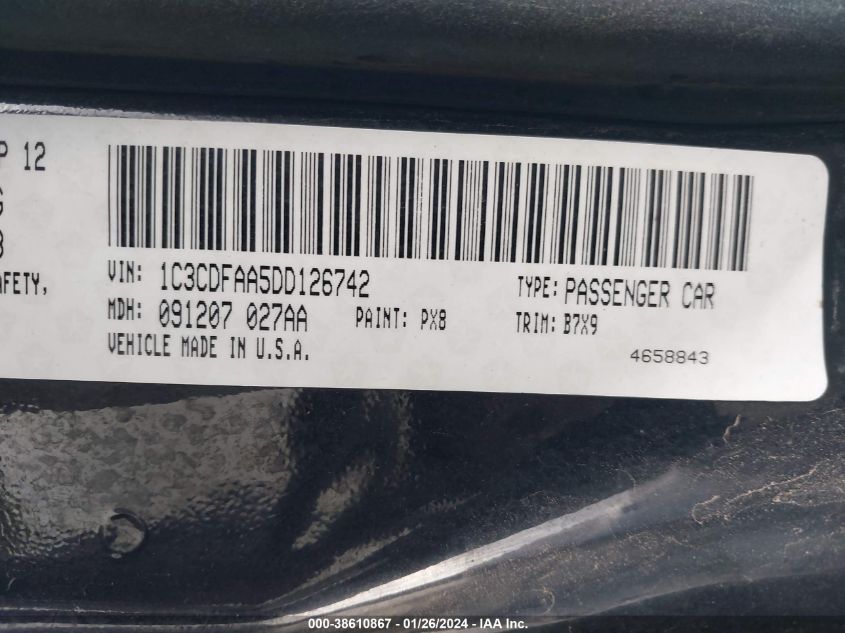 P 12
AFETY,
VIN: 1C3CDFAA5DD126742 TYPE: PASSENGER CAR
MDH: 091207 027AA PAINT: PX8 TRIM: B7X9
VEHICLE MADE IN U.S.A. 4658843
000-38610867 - 01/26/2024 - IAA Inc.